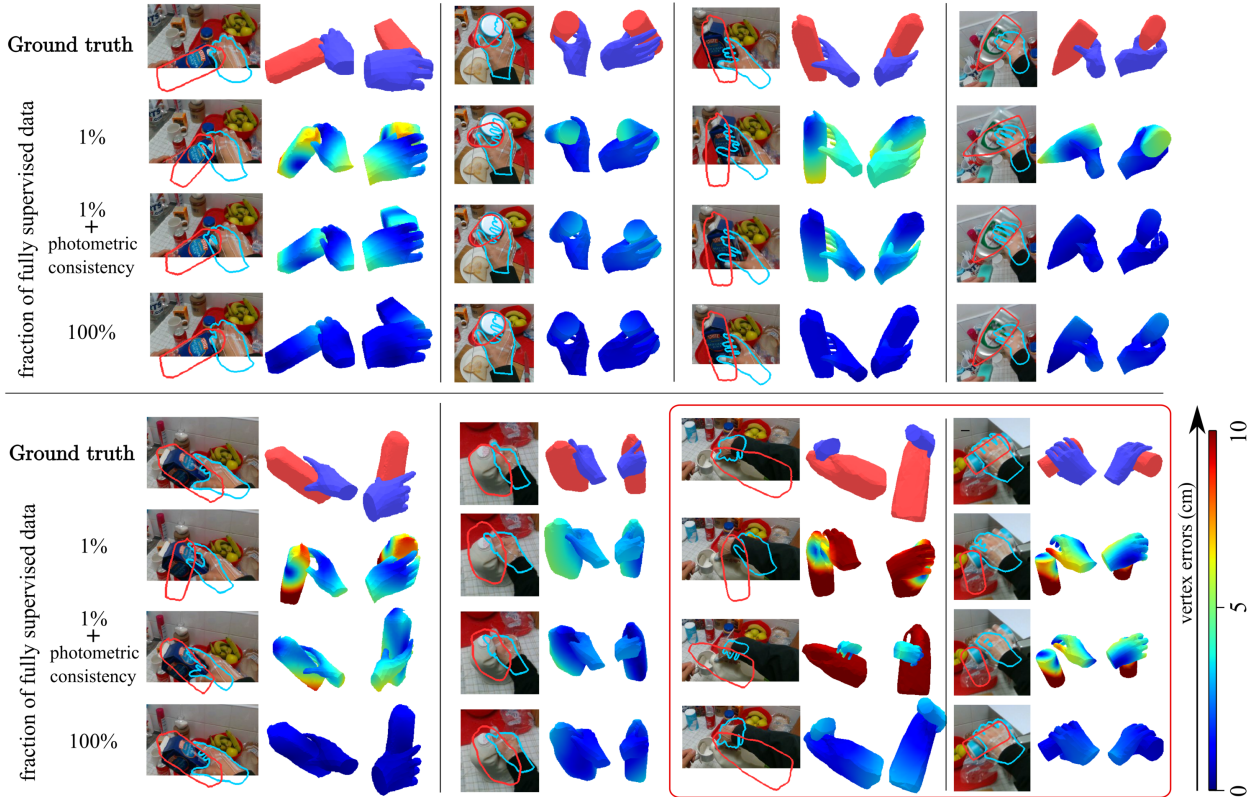 Ground truth
fraction of fully supervised data
1%
1%
+
photometric
consistency
100%
Ground truth
fraction of fully supervised data
1%
1%
+
photometric
consistency
100%
vertex errors (cm)
10
5
0